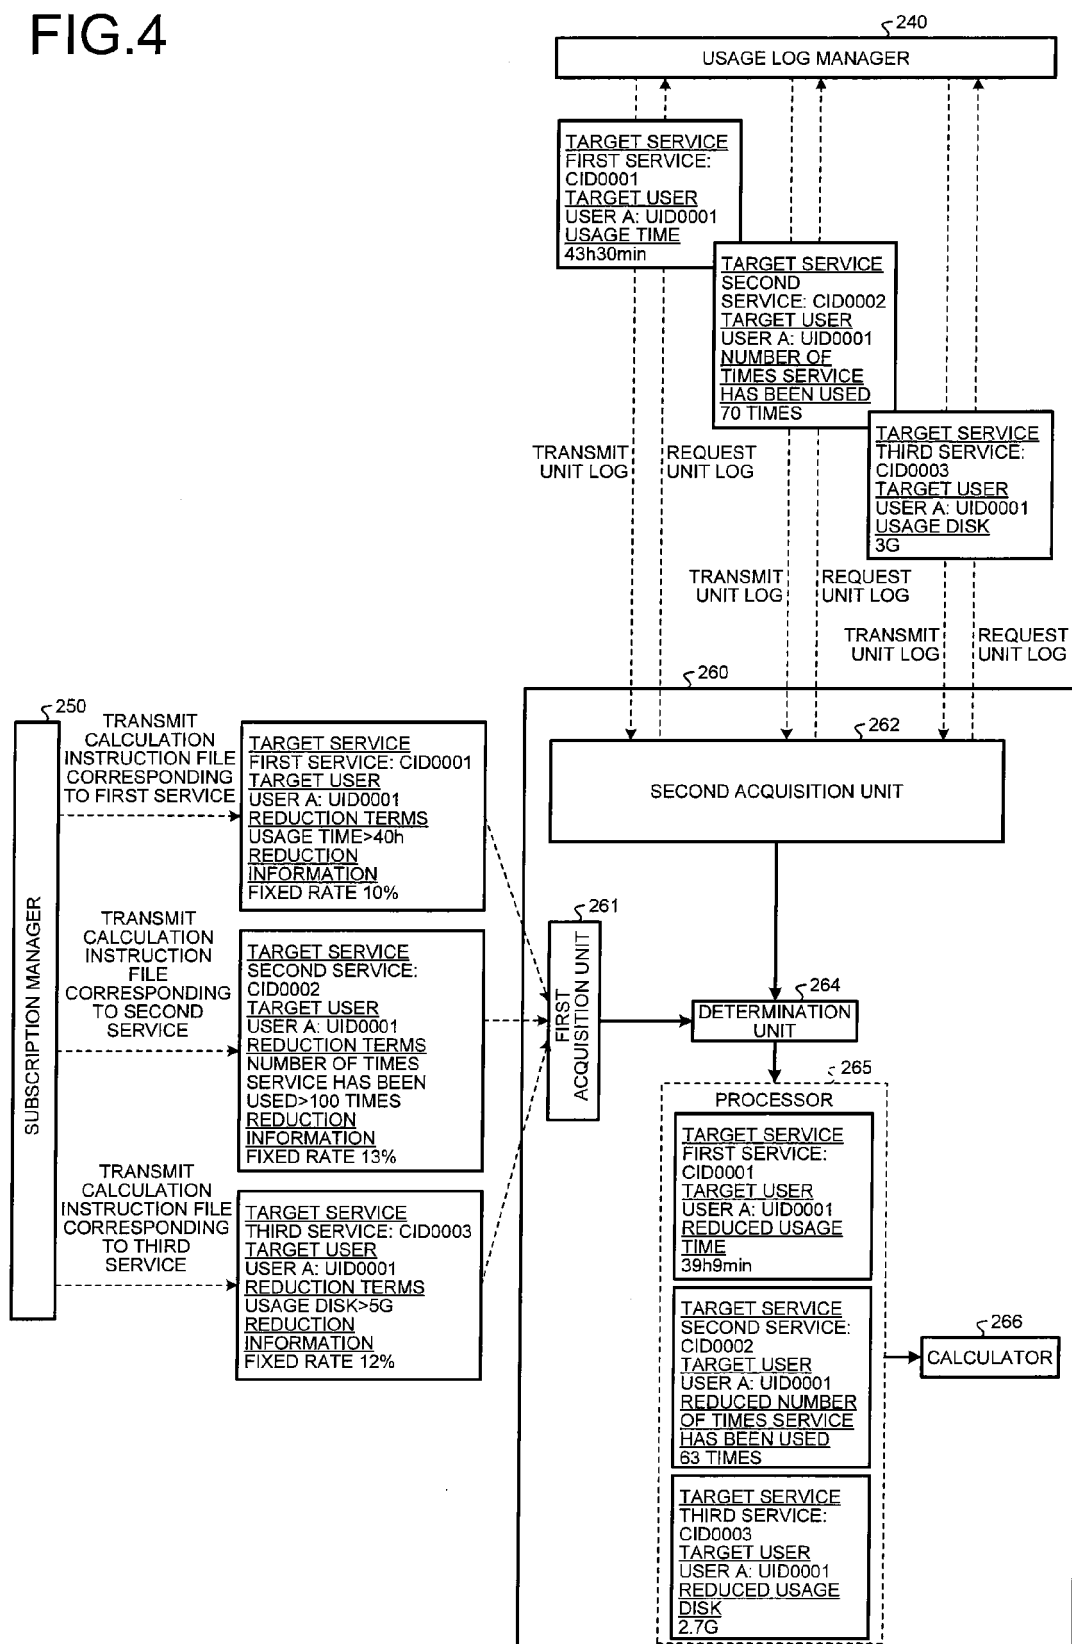 FIG.4
240
USAGE LOG MANAGER
TARGET SERVICE
FIRST SERVICE:
CID0001
TARGET USER
USER A: UID0001
USAGE TIME
43h30min
TARGET SERVICE
SECOND
SERVICE: CID0002
TARGET USER
USER A: UID0001
NUMBER OF
TIMES SERVICE
HAS BEEN USED
70 TIMES
TARGET SERVICE
THIRD SERVICE:
CID0003
TARGET USER
USER A: UID0001
USAGE DISK
3G
TRANSMIT
UNIT LOG
REQUEST
UNIT LOG
TRANSMIT
UNIT LOG
REQUEST
UNIT LOG
TRANSMIT
UNIT LOG
REQUEST
UNIT LOG
260
250
SUBSCRIPTION MANAGER
TRANSMIT
CALCULATION
INSTRUCTION FILE
CORRESPONDING
TO FIRST SERVICE
TARGET SERVICE
FIRST SERVICE: CID0001
TARGET USER
USER A: UID0001
REDUCTION TERMS
USAGE TIME>40h
REDUCTION
INFORMATION
FIXED RATE 10%
TRANSMIT
CALCULATION
INSTRUCTION
FILE
CORRESPONDING
TO SECOND
SERVICE
TARGET SERVICE
SECOND SERVICE:
CID0002
TARGET USER
USER A: UID0001
REDUCTION TERMS
NUMBER OF TIMES
SERVICE HAS BEEN
USED>100 TIMES
REDUCTION
INFORMATION
FIXED RATE 13%
TRANSMIT
CALCULATION
INSTRUCTION FILE
CORRESPONDING
TO THIRD
SERVICE
TARGET SERVICE
THIRD SERVICE: CID0003
TARGET USER
USER A: UID0001
REDUCTION TERMS
USAGE DISK>5G
REDUCTION
INFORMATION
FIXED RATE 12%
262
SECOND ACQUISITION UNIT
261
FIRST
ACQUISITION UNIT
264
DETERMINATION
UNIT
265
PROCESSOR
TARGET SERVICE
FIRST SERVICE:
CID0001
TARGET USER
USER A: UID0001
REDUCED USAGE
TIME
39h9min
TARGET SERVICE
SECOND SERVICE:
CID0002
TARGET USER
USER A: UID0001
REDUCED NUMBER
OF TIMES SERVICE
HAS BEEN USED
63 TIMES
TARGET SERVICE
THIRD SERVICE:
CID0003
TARGET USER
USER A: UID0001
REDUCED USAGE
DISK
2.7G
266
CALCULATOR